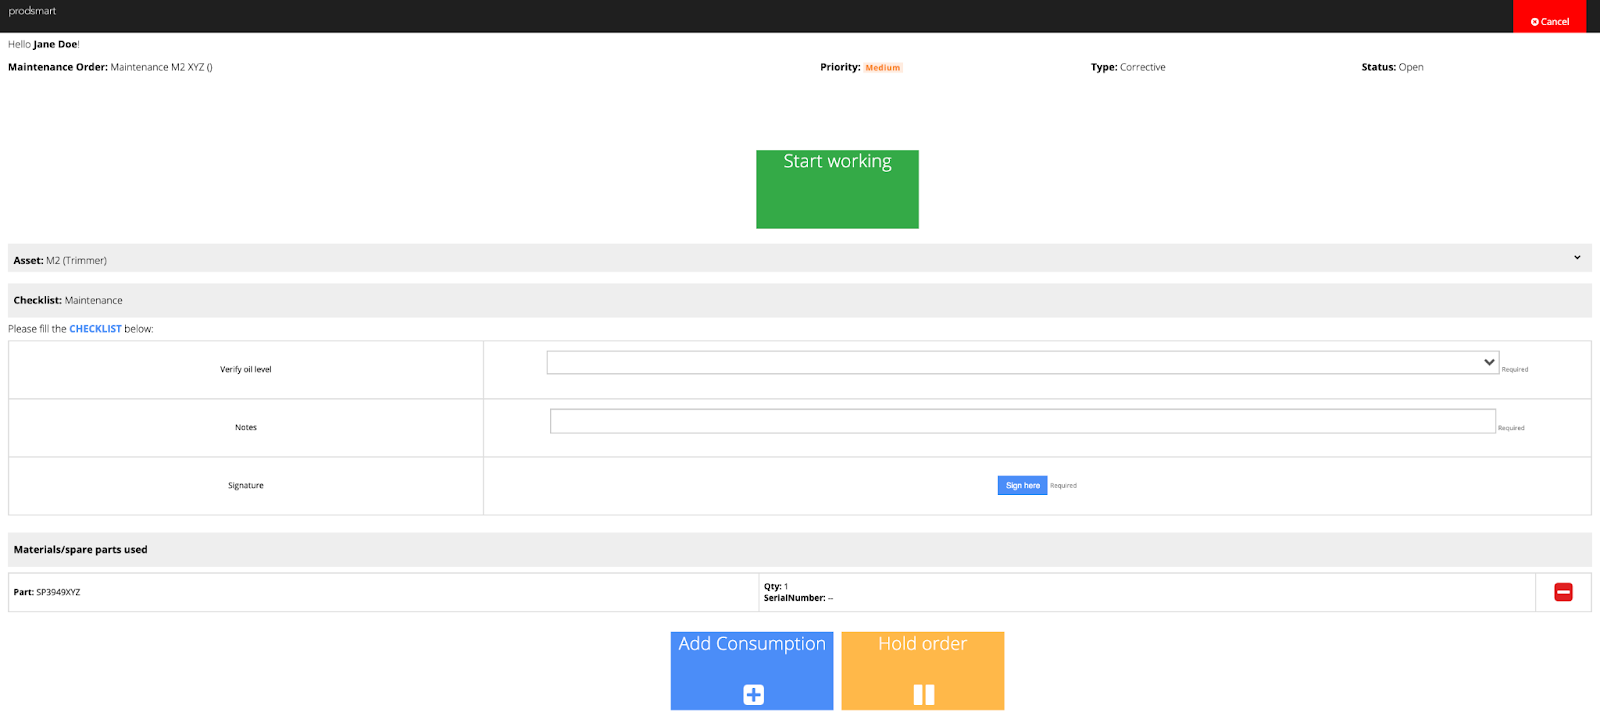 prodsmart
Cancel
Hello Jane Doe!
Maintenance Order: Maintenance M2 XYZ () Priority: Medium Type: Corrective Status: Open
Start working
Asset: M2 (Trimmer)
Checklist: Maintenance
Please fill the CHECKLIST below:
Verify oil level Required
Notes Required
Signature Sign here Required
Materials/spare parts used
Part: SP3949XYZ
Qty: 1
SerialNumber: --
Add Consumption Hold order